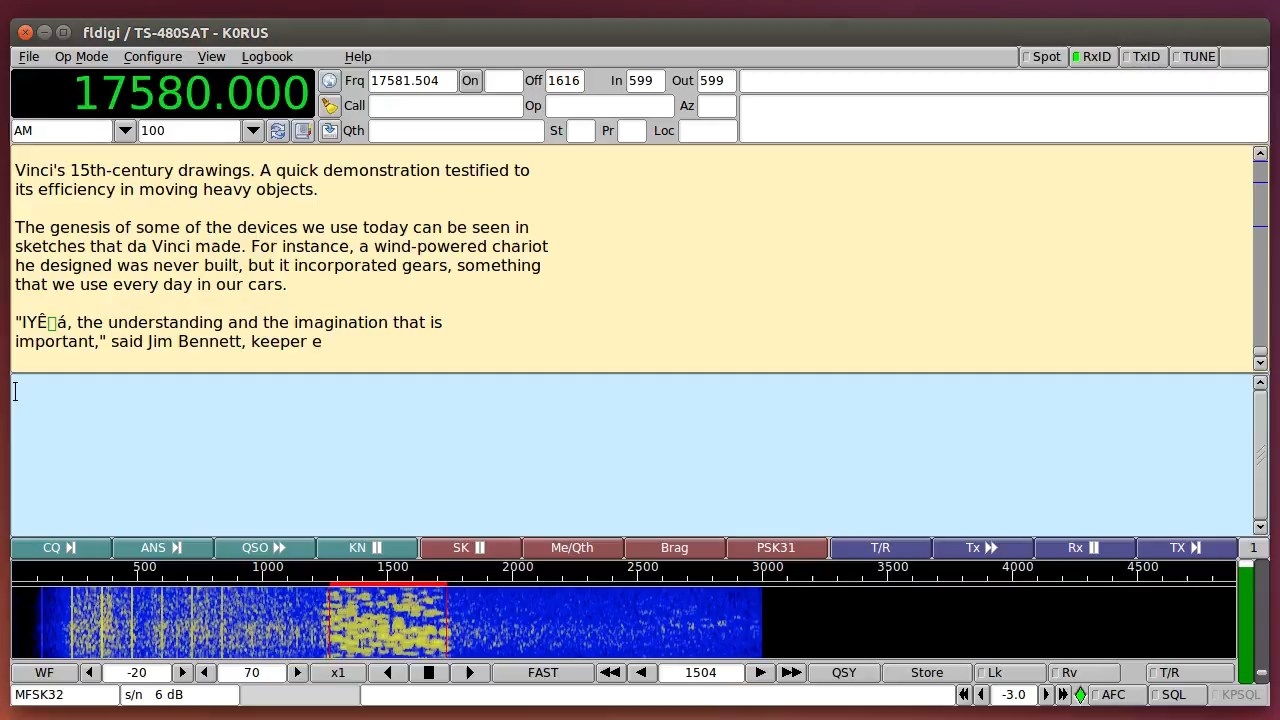 fldigi / TS-480SAT - K0RUS
File Op Mode Configure View Logbook Help Spot RxID TxID TUNE
17580.000
Frq 17581.504 On Off 1616 In 599 Out 599
Call Op Az
AM 100 Qth St Pr Loc
Vinci's 15th-century drawings. A quick demonstration testified to
its efficiency in moving heavy objects.
The genesis of some of the devices we use today can be seen in
sketches that da Vinci made. For instance, a wind-powered chariot
he designed was never built, but it incorporated gears, something
that we use every day in our cars.
"IYÊ▯á, the understanding and the imagination that is
important," said Jim Bennett, keeper e
CQ ANS QSO KN SK Me/Qth Brag PSK31 T/R Tx Rx TX 1
500 1000 1500 2000 2500 3000 3500 4000 4500
WF -20 70 x1 FAST 1504 QSY Store Lk Rv T/R
MFSK32 s/n 6 dB -3.0 AFC SQL KPSQL